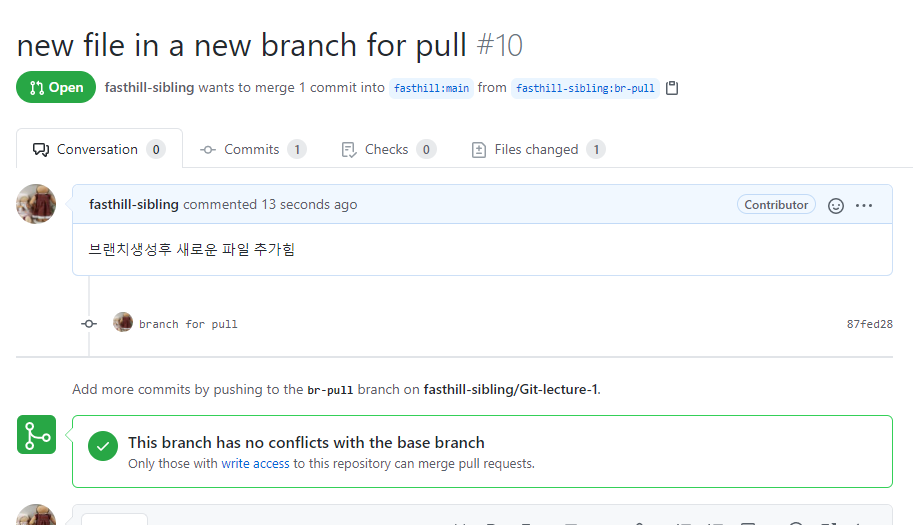 new file in a new branch for pull #10
Open fasthill-sibling wants to merge 1 commit into fasthill:main from fasthill-sibling:br-pull
Conversation 0 Commits 1 Checks 0 Files changed 1
fasthill-sibling commented 13 seconds ago Contributor
브랜치생성후 새로운 파일 추가힘
branch for pull 87fed28
Add more commits by pushing to the br-pull branch on fasthill-sibling/Git-lecture-1.
This branch has no conflicts with the base branch
Only those with write access to this repository can merge pull requests.